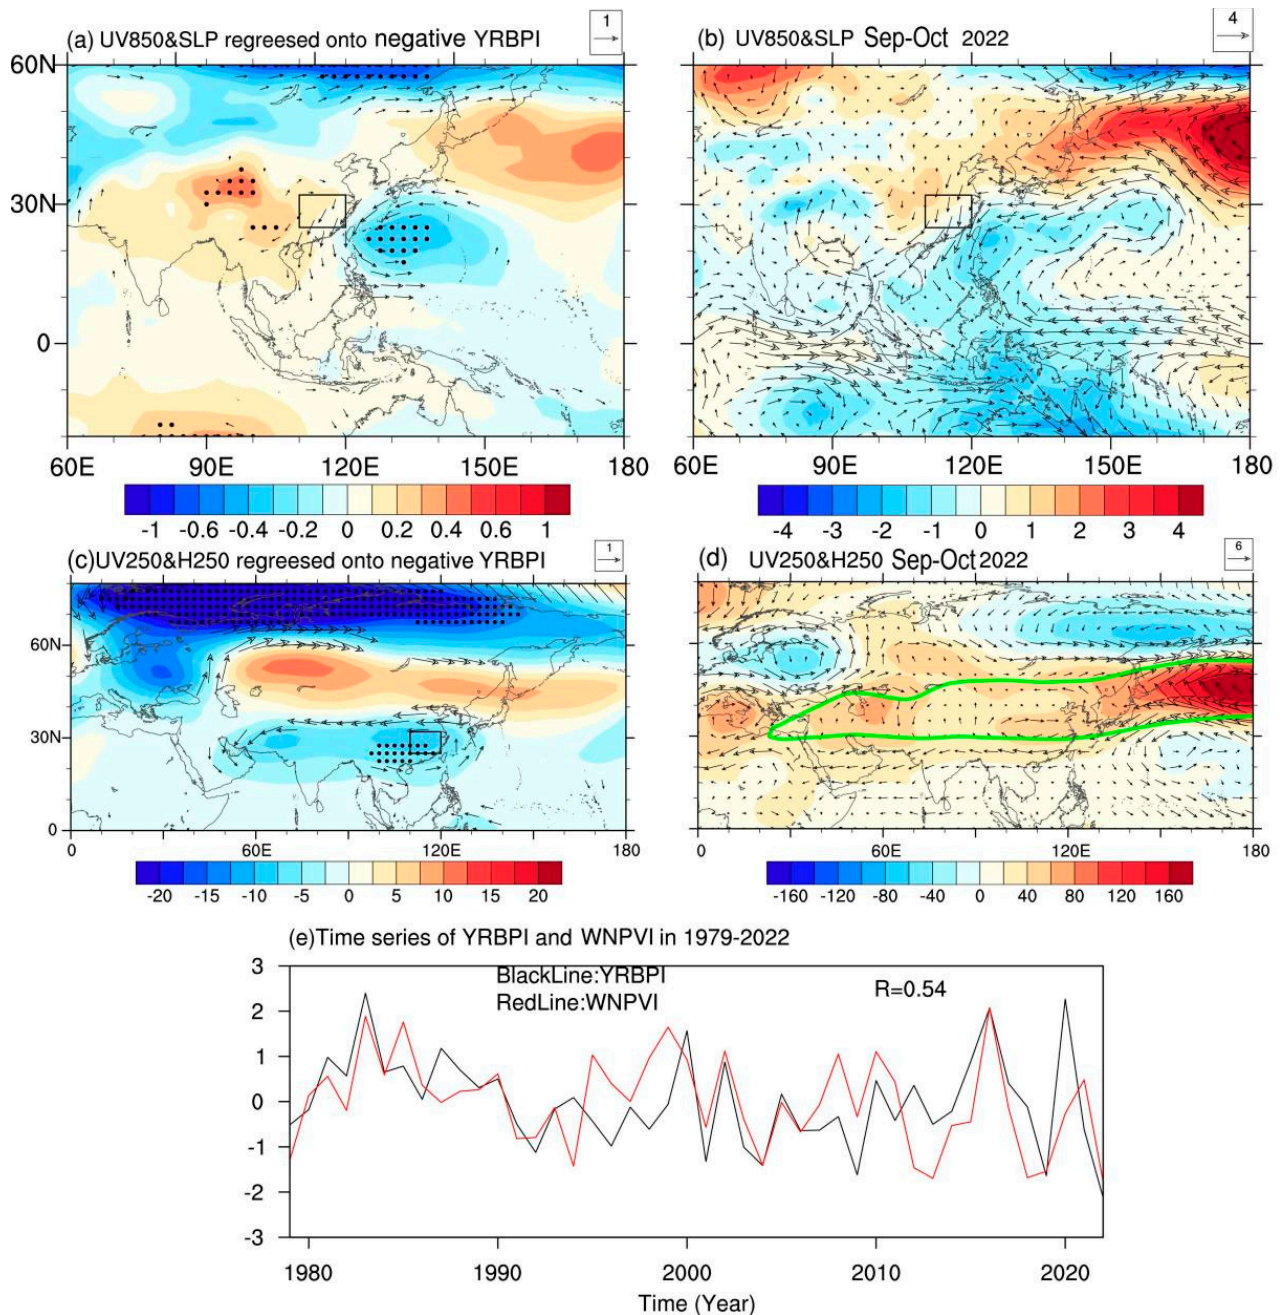 (a) UV850&SLP regreesed onto negative YRBPI
1
(b) UV850&SLP Sep-Oct 2022
4
60N
30N
0
60E 90E 120E 150E 180
60E 90E 120E 150E 180
-1 -0.6 -0.4 -0.2 0 0.2 0.4 0.6 1
-4 -3 -2 -1 0 1 2 3 4
(c) UV250&H250 regreesed onto negative YRBPI
1
(d) UV250&H250 Sep-Oct 2022
6
60N
30N
0
0 60E 120E 180
60N
30N
0
0 60E 120E 180
-20 -15 -10 -5 0 5 10 15 20
-160 -120 -80 -40 0 40 80 120 160
(e)Time series of YRBPI and WNPVI in 1979-2022
BlackLine:YRBPI
RedLine:WNPVI
R=0.54
3
2
1
0
-1
-2
-3
1980 1990 2000 2010 2020
Time (Year)